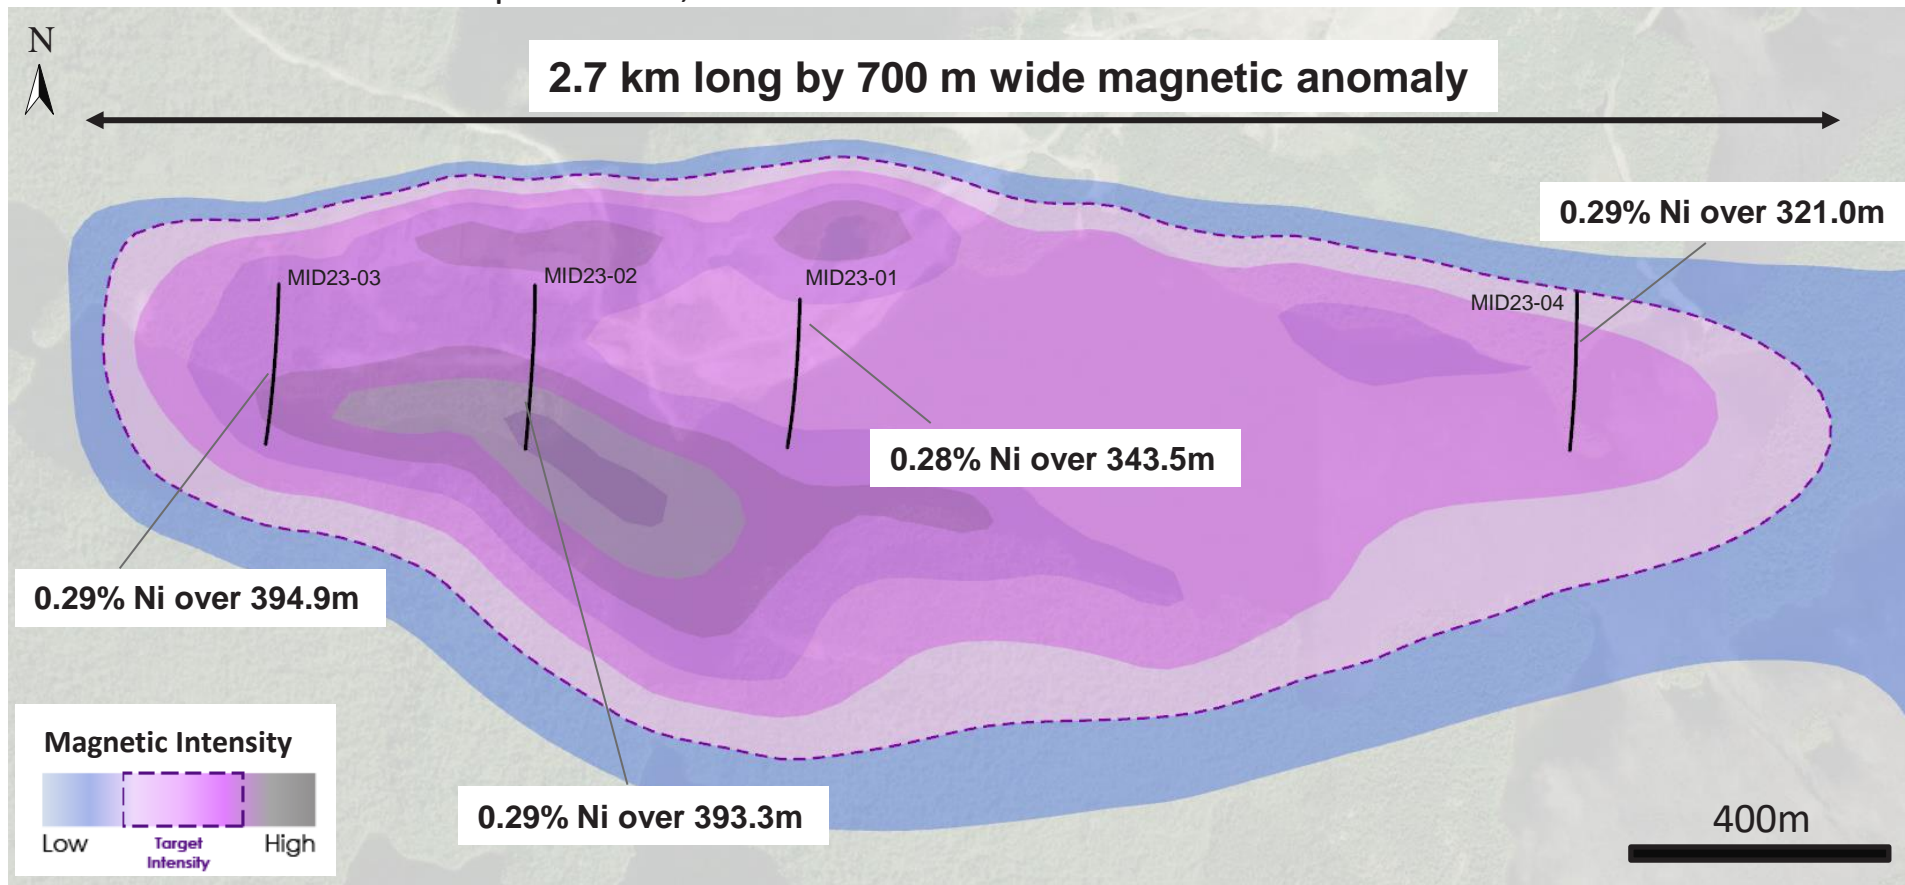 N
2.7 km long by 700 m wide magnetic anomaly
0.29% Ni over 321.0m
MID23-03
MID23-02
MID23-01
MID23-04
0.28% Ni over 343.5m
0.29% Ni over 394.9m
0.29% Ni over 393.3m
Magnetic Intensity
Low
Target
Intensity
High
400m